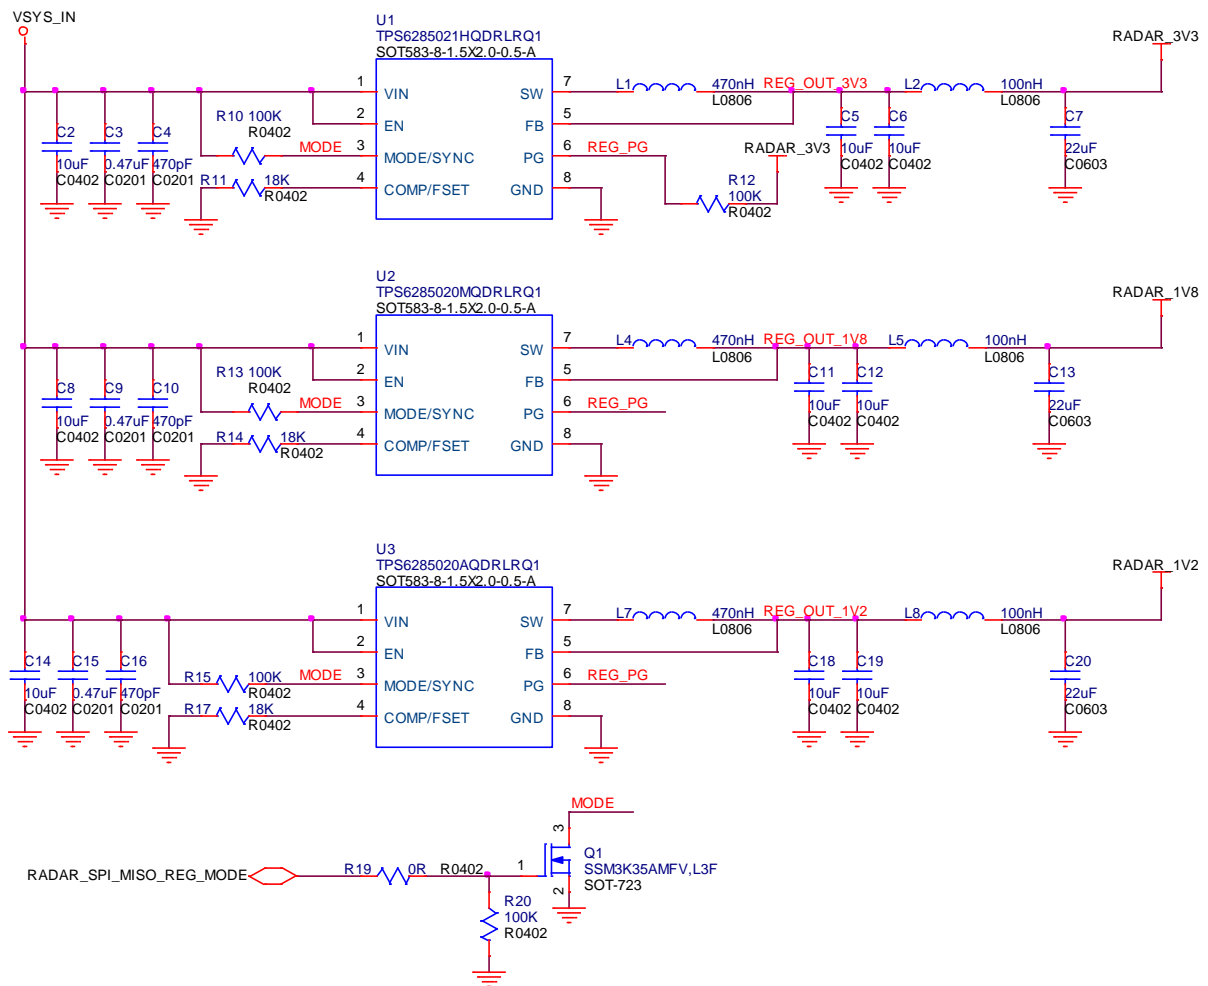 VSYS_IN
U1
TPS6285021HQDRLRQ1
SOT583-8-1.5X2.0-0.5-A
RADAR_3V3
1 VIN SW 7 L1 470nH REG_OUT_3V3 L2 100nH
L0806 L0806
2 EN FB 5
R10 100K
R0402
C2 C3 C4 C5 C6 C7
MODE 3 MODE/SYNC PG 6 REG_PG RADAR_3V3
10uF 0.47uF 470pF 10uF 10uF 22uF
C0402 C0201 C0201 C0402 C0402 C0603
R11 18K 4 COMP/FSET GND 8
R0402
R12
100K
R0402
U2
TPS6285020MQDRLRQ1
SOT583-8-1.5X2.0-0.5-A
RADAR_1V8
1 VIN SW 7 L4 470nH REG_OUT_1V8 L5 100nH
L0806 L0806
2 EN FB 5
R13 100K
R0402
C8 C9 C10 C11 C12 C13
MODE 3 MODE/SYNC PG 6 REG_PG
10uF 0.47uF 470pF 10uF 10uF 22uF
C0402 C0201 C0201 C0402 C0402 C0603
R14 18K 4 COMP/FSET GND 8
R0402
U3
TPS6285020AQDRLRQ1
SOT583-8-1.5X2.0-0.5-A
RADAR_1V2
1 VIN SW 7 L7 470nH REG_OUT_1V2 L8 100nH
L0806 L0806
2 EN FB 5
C14 C15 C16 C18 C19 C20
R15 100K MODE 3 MODE/SYNC PG 6 REG_PG
R0402
10uF 0.47uF 470pF 10uF 10uF 22uF
C0402 C0201 C0201 C0402 C0402 C0603
R17 18K 4 COMP/FSET GND 8
R0402
MODE
3
RADAR_SPI_MISO_REG_MODE R19 0R R0402 1
Q1
SSM3K35AMFV,L3F
SOT-723
2
R20
100K
R0402